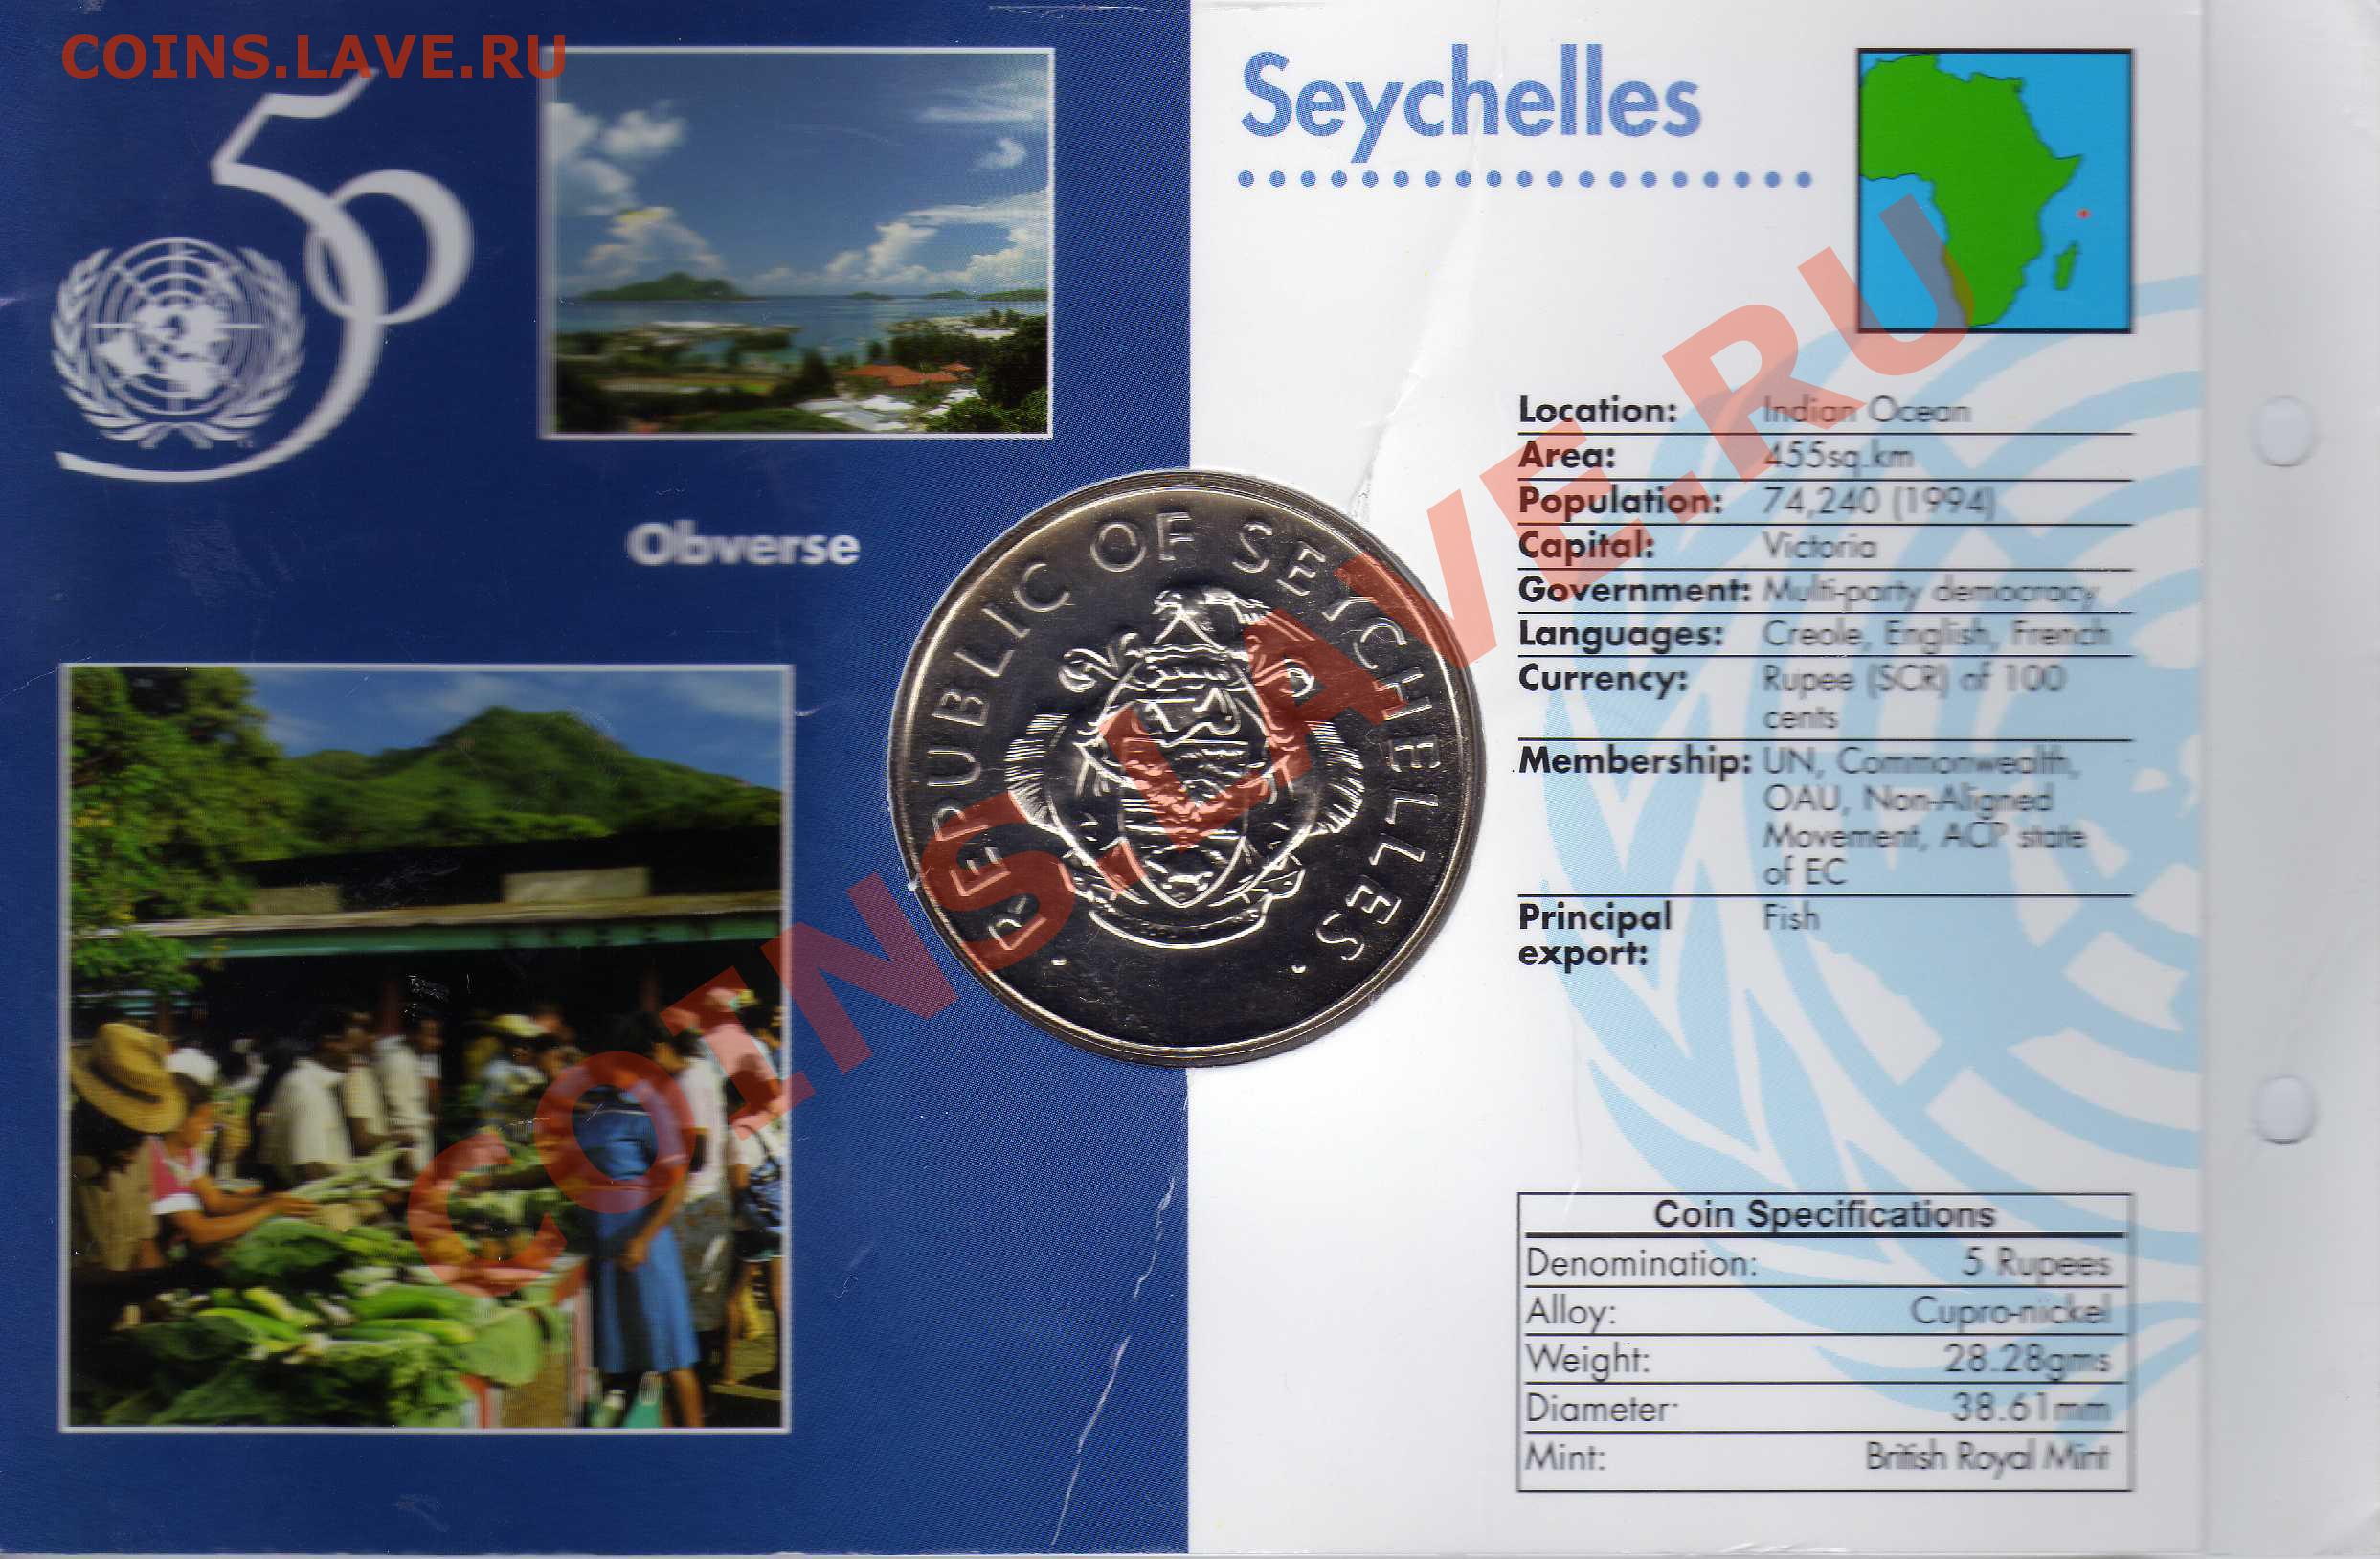 COINS.LAVE.RU
50
Seychelles
Obverse
REPUBLIC OF SEYCHELLES
COINS.LAVE.RU
Location: Indian Ocean
Area: 455sq.km
Population: 74,240 (1994)
Capital: Victoria
Government: Multi-party democracy
Languages: Creole, English, French
Currency: Rupee (SCR) of 100
cents
Membership: UN, Commonwealth,
OAU, Non-Aligned
Movement, ACP state
of EC
Principal Fish
export:
Coin Specifications
Denomination: 5 Rupees
Alloy: Cupro-nickel
Weight: 28.28gms
Diameter: 38.61mm
Mint: British Royal Mint